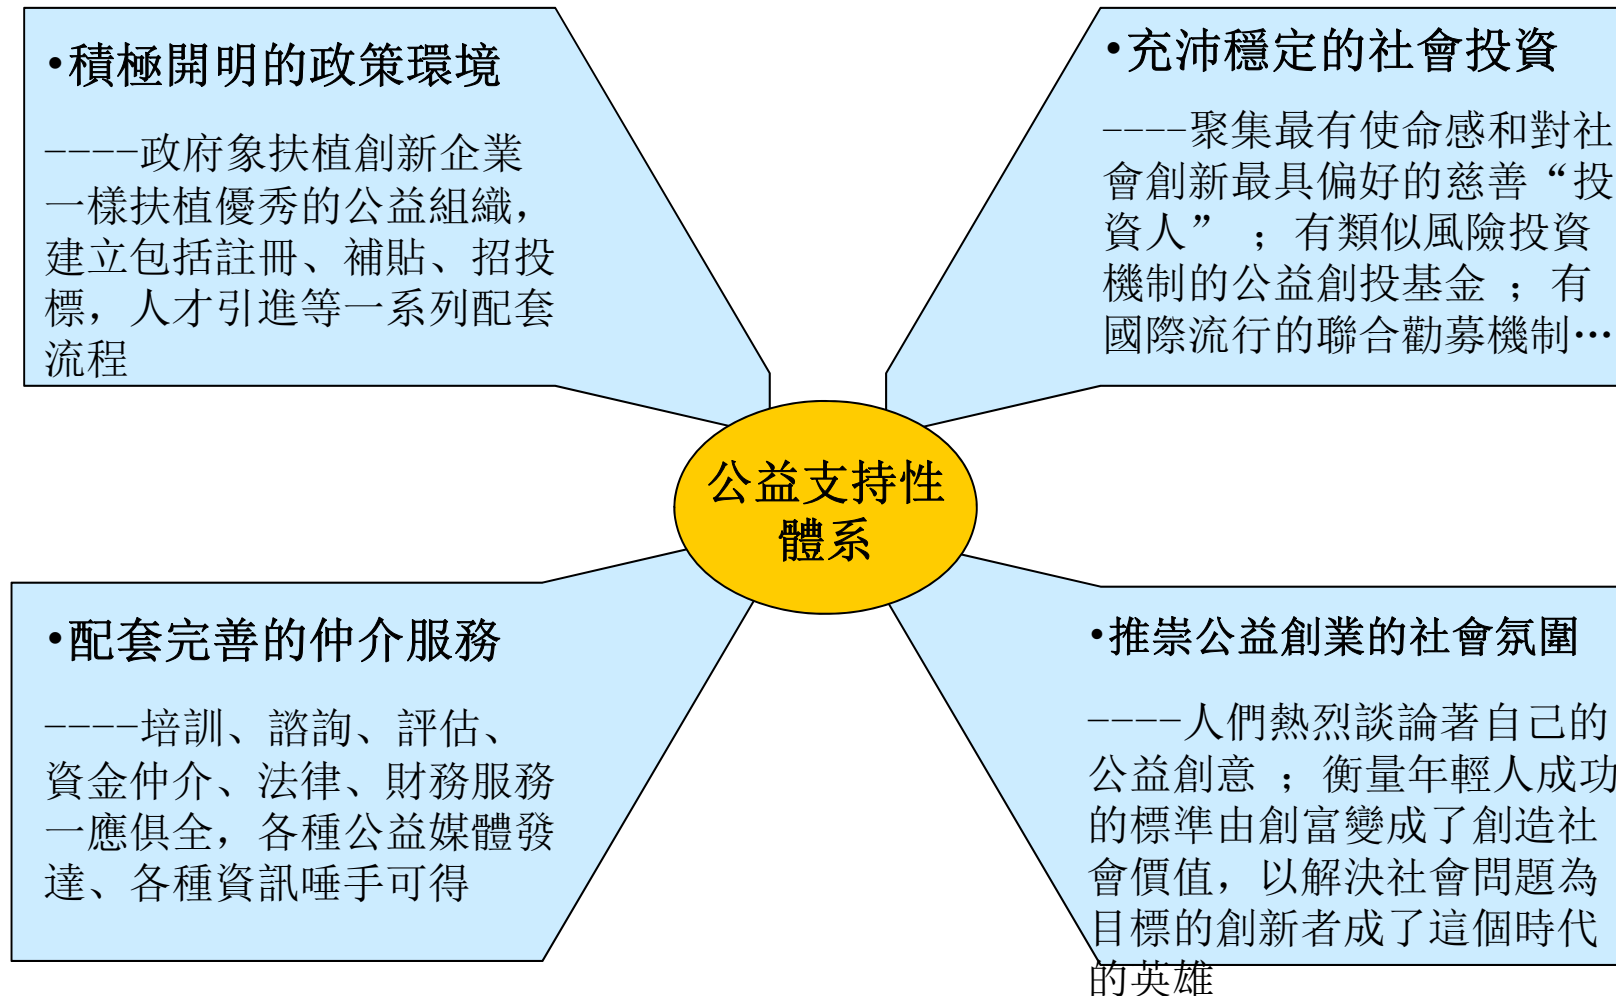 •積極開明的政策環境
----政府象扶植創新企業
一樣扶植優秀的公益組織，
建立包括註冊、補貼、招投
標，人才引進等一系列配套
流程
•充沛穩定的社會投資
----聚集最有使命感和對社
會創新最具偏好的慈善“投
資人” ；有類似風險投資
機制的公益創投基金 ；有
國際流行的聯合勸募機制…
公益支持性
體系
•配套完善的仲介服務
----培訓、諮詢、評估、
資金仲介、法律、財務服務
一應俱全，各種公益媒體發
達、各種資訊唾手可得
•推崇公益創業的社會氛圍
----人們熱烈談論著自己的
公益創意 ；衡量年輕人成功
的標準由創富變成了創造社
會價值，以解決社會問題為
目標的創新者成了這個時代
的英雄